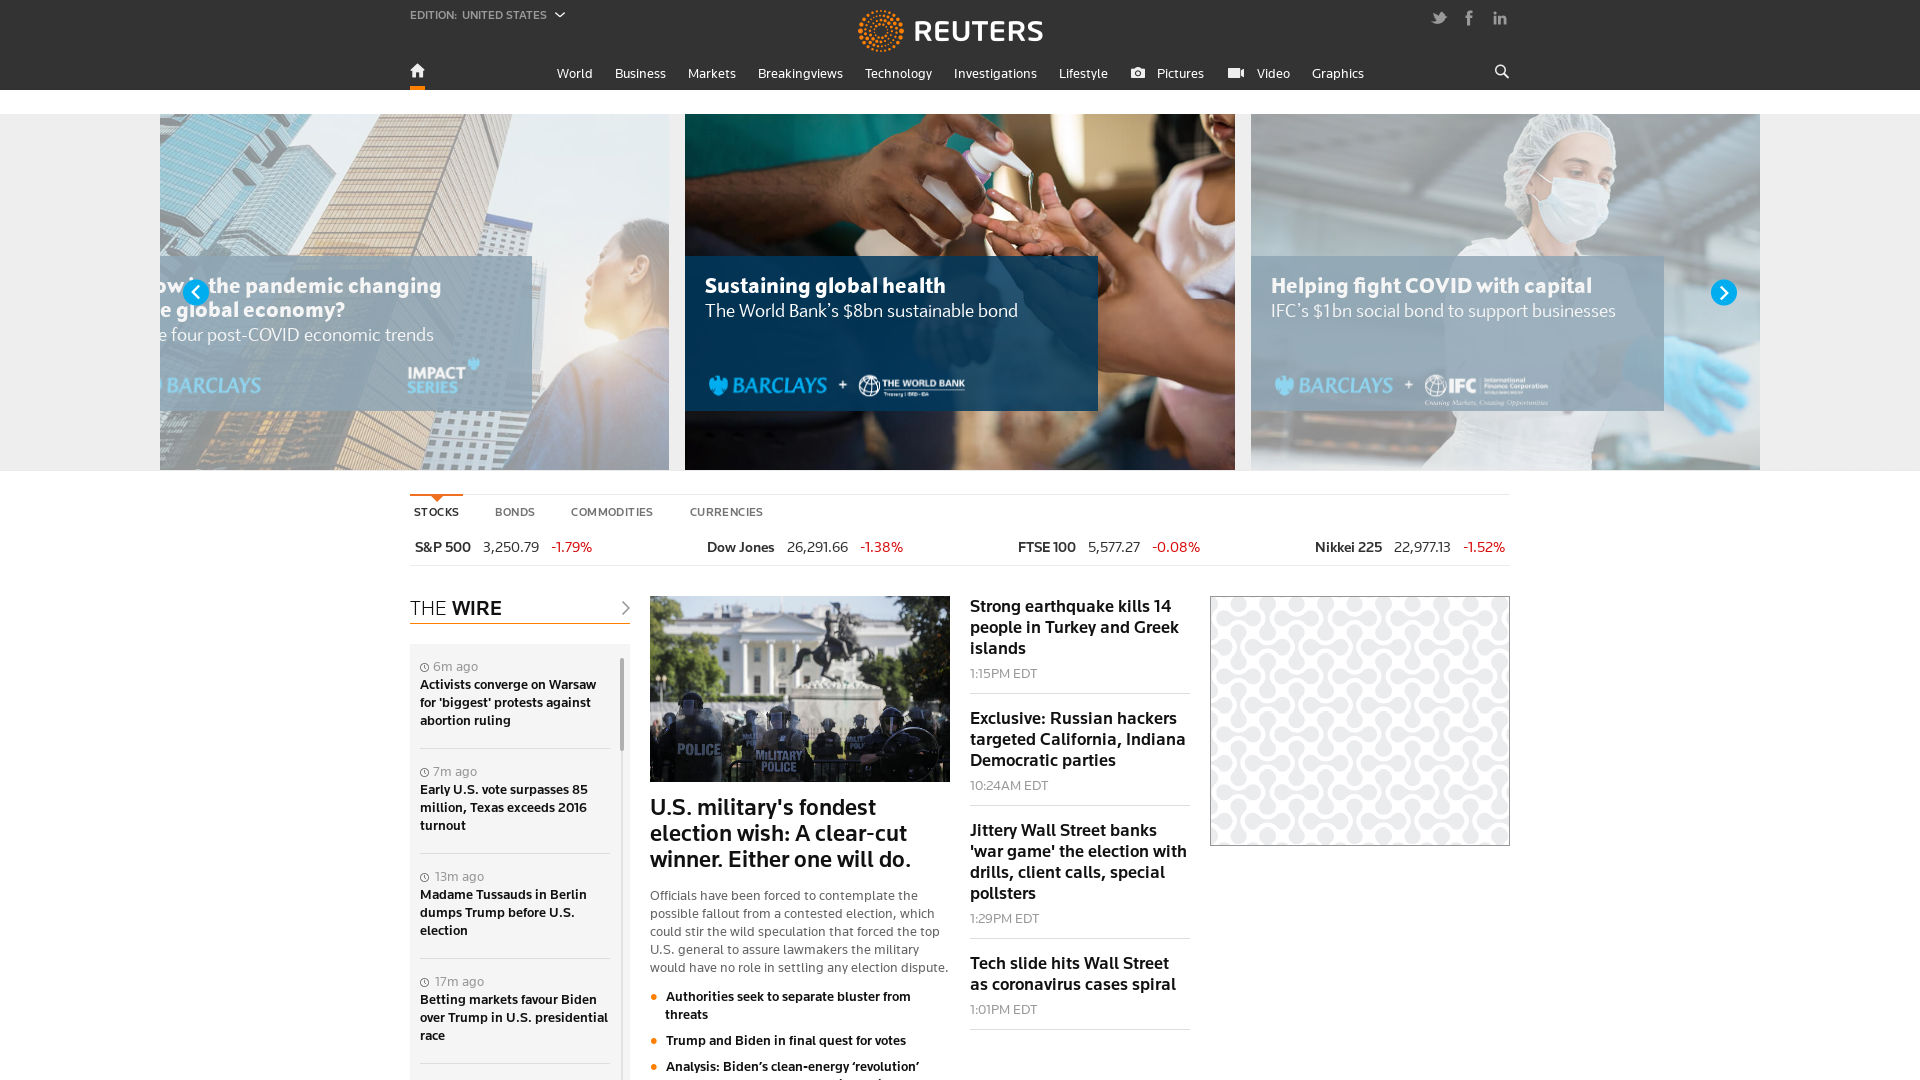 EDITION: UNITED STATES
REUTERS
World Business Markets Breakingviews Technology Investigations Lifestyle Pictures Video Graphics
the pandemic changing
global economy?
four post-COVID economic trends
BARCLAYS
IMPACT
SERIES
Sustaining global health
The World Bank's $8bn sustainable bond
BARCLAYS + THE WORLD BANK
Treasury | IBRD • IDA
Helping fight COVID with capital
IFC's $1bn social bond to support businesses
BARCLAYS + IFC International
Finance Corporation
WORLD BANK GROUP
Creating Markets, Creating Opportunities
STOCKS BONDS COMMODITIES CURRENCIES
S&P 500 3,250.79 -1.79% Dow Jones 26,291.66 -1.38% FTSE 100 5,577.27 -0.08% Nikkei 225 22,977.13 -1.52%
THE WIRE
6m ago
Activists converge on Warsaw
for 'biggest' protests against
abortion ruling
7m ago
Early U.S. vote surpasses 85
million, Texas exceeds 2016
turnout
13m ago
Madame Tussauds in Berlin
dumps Trump before U.S.
election
17m ago
Betting markets favour Biden
over Trump in U.S. presidential
race
POLICE
MILITARY
POLICE
U.S. military's fondest
election wish: A clear-cut
winner. Either one will do.
Officials have been forced to contemplate the
possible fallout from a contested election, which
could stir the wild speculation that forced the top
U.S. general to assure lawmakers the military
would have no role in settling any election dispute.
Authorities seek to separate bluster from
threats
Trump and Biden in final quest for votes
Analysis: Biden's clean-energy 'revolution'
Strong earthquake kills 14
people in Turkey and Greek
islands
1:15PM EDT
Exclusive: Russian hackers
targeted California, Indiana
Democratic parties
10:24AM EDT
Jittery Wall Street banks
'war game' the election with
drills, client calls, special
pollsters
1:29PM EDT
Tech slide hits Wall Street
as coronavirus cases spiral
1:01PM EDT